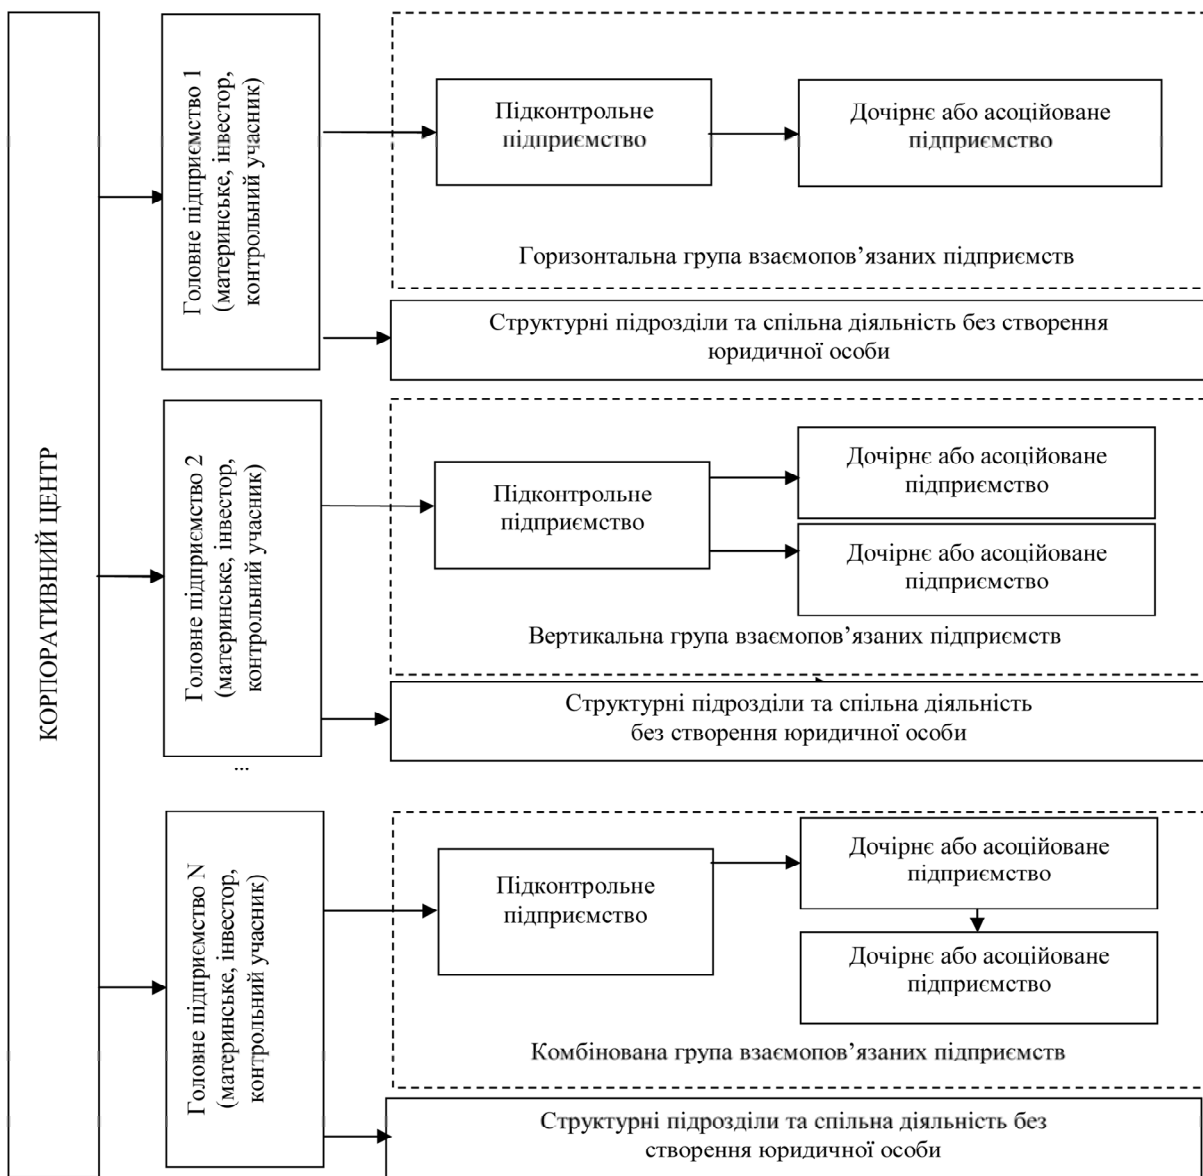 КОРПОРАТИВНИЙ ЦЕНТР
Головне підприємство 1
(материнське, інвестор,
контрольний учасник)
Підконтрольне
підприємство
Дочірнє або асоційоване
підприємство
Горизонтальна група взаємопов’язаних підприємств
Структурні підрозділи та спільна діяльність без створення
юридичної особи
Головне підприємство 2
(материнське, інвестор,
контрольний учасник)
Підконтрольне
підприємство
Дочірнє або асоційоване
підприємство
Дочірнє або асоційоване
підприємство
Вертикальна група взаємопов’язаних підприємств
Структурні підрозділи та спільна діяльність
без створення юридичної особи
...
Головне підприємство N
(материнське, інвестор,
контрольний учасник)
Підконтрольне
підприємство
Дочірнє або асоційоване
підприємство
Дочірнє або асоційоване
підприємство
Комбінована група взаємопов’язаних підприємств
Структурні підрозділи та спільна діяльність без
створення юридичної особи